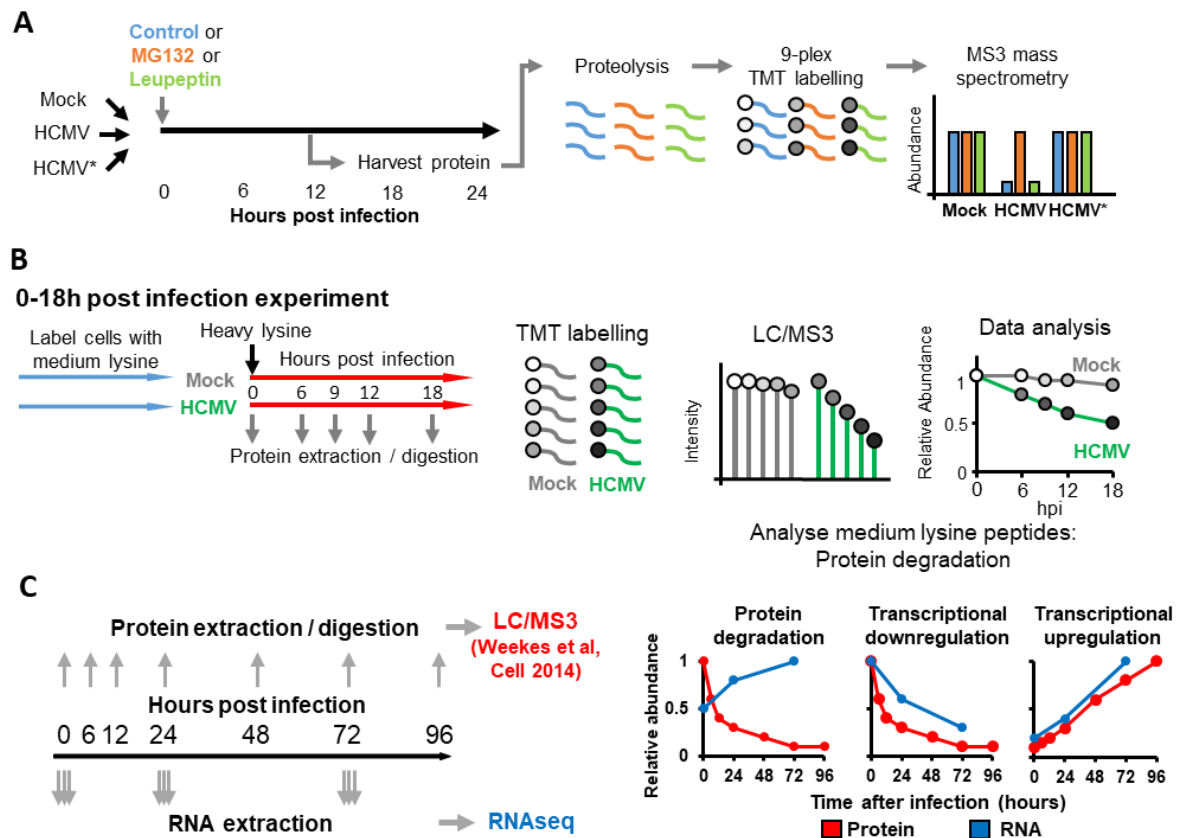 A
Control or
MG132 or
Leupeptin
Mock
HCMV
HCMV*
Harvest protein
0 6 12 18 24
Hours post infection
Proteolysis
9-plex
TMT labelling
MS3 mass
spectrometry
Abundance
Mock HCMV HCMV*
B
0-18h post infection experiment
Label cells with
medium lysine
Heavy lysine
Hours post infection
Mock
0 6 9 12 18
HCMV
Protein extraction / digestion
TMT labelling
Mock HCMV
LC/MS3
Intensity
Data analysis
Relative Abundance
1
0.5
0
Mock
HCMV
0 6 12 18
hpi
Analyse medium lysine peptides:
Protein degradation
C
Protein extraction / digestion
LC/MS3
(Weekes et al,
Cell 2014)
Hours post infection
0 6 12 24 48 72 96
RNA extraction
RNAseq
Relative abundance
Protein
degradation
Transcriptional
downregulation
Transcriptional
upregulation
1
0.5
0
0 24 48 72 96
0 24 48 72 96
0 24 48 72 96
Time after infection (hours)
Protein
RNA